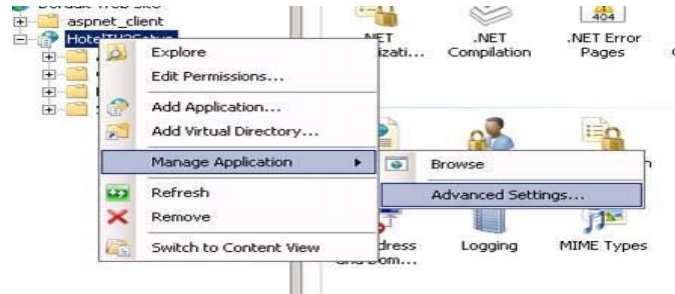 aspnet_client
Explore
Edit Permissions...
Add Application...
Add Virtual Directory...
Manage Application
Refresh
Remove
Switch to Content View
Browse
Advanced Settings...
404
.NET
.NET
Compilation
.NET Error
Pages
Logging
MIME Types